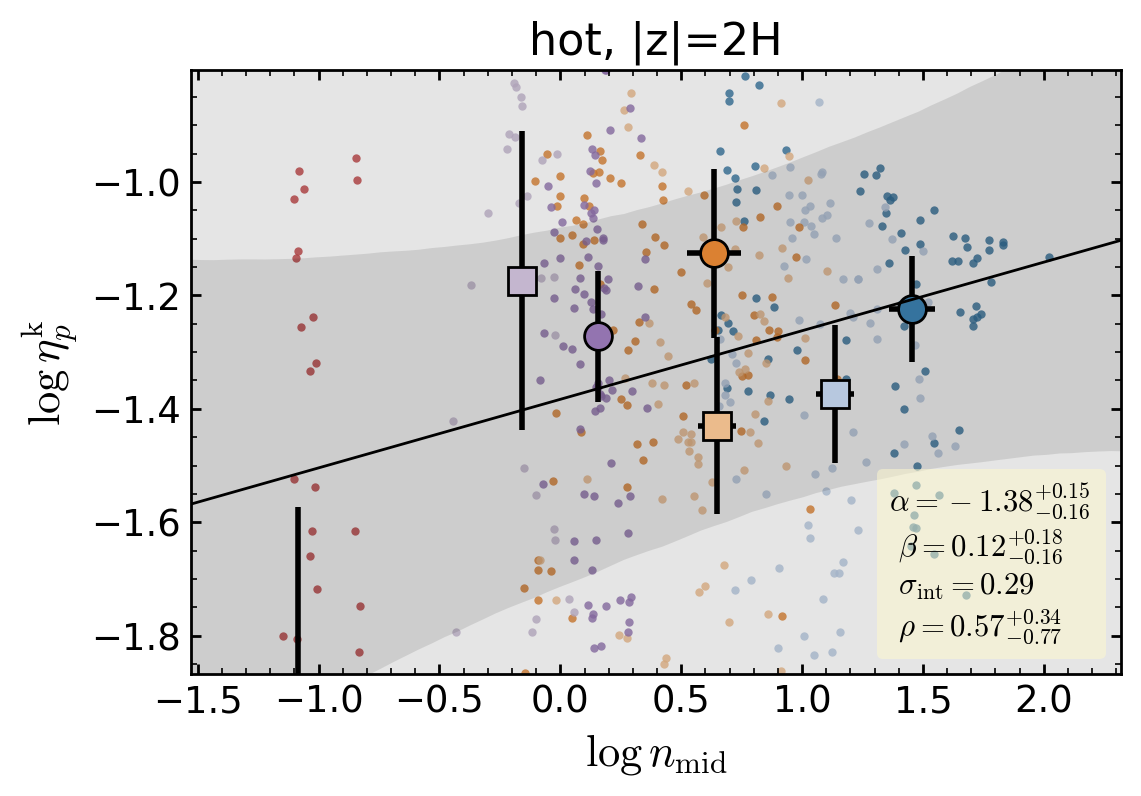 hot, |z|=2H
log η_p^k
−1.0
−1.2
−1.4
−1.6
−1.8
α = − 1.38^{+0.15}_{−0.16}
β = 0.12^{+0.18}_{−0.16}
σ_int = 0.29
ρ = 0.57^{+0.34}_{−0.77}
−1.5 −1.0 −0.5 0.0 0.5 1.0 1.5 2.0
log n_mid